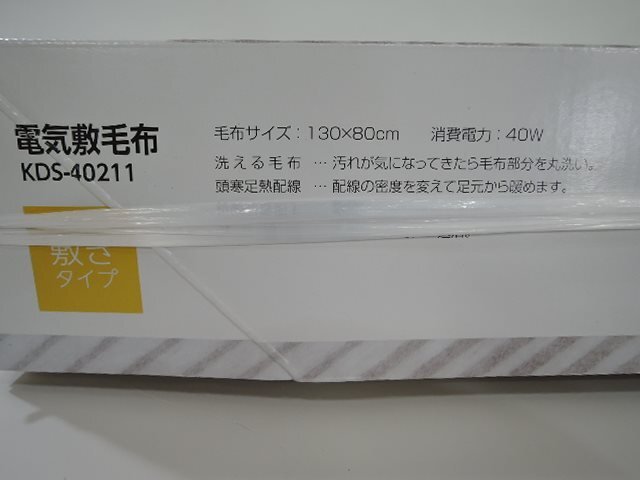 電気敷毛布
KDS-40211
毛布サイズ：130×80cm　消費電力：40W
洗える毛布　…汚れが気になってきたら毛布部分を丸洗い。
頭寒足熱配線　…配線の密度を変えて足元から暖めます。
敷き
タイプ